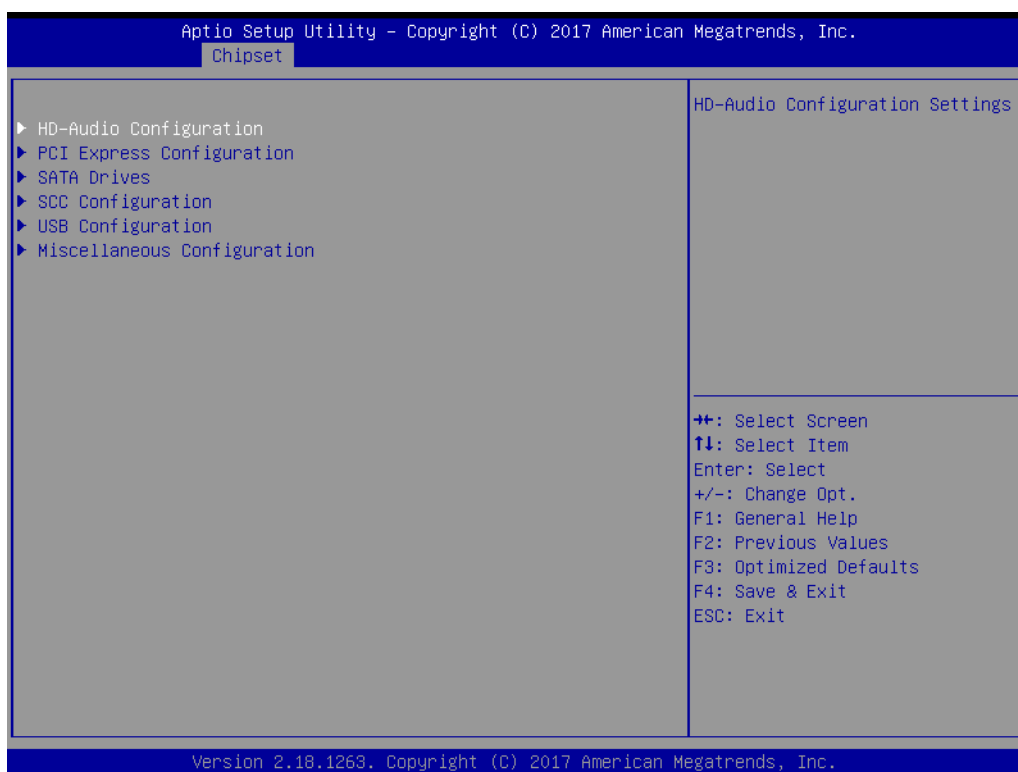 Aptio Setup Utility – Copyright (C) 2017 American Megatrends, Inc.
Chipset
▶ HD-Audio Configuration
▶ PCI Express Configuration
▶ SATA Drives
▶ SCC Configuration
▶ USB Configuration
▶ Miscellaneous Configuration
HD-Audio Configuration Settings
→←: Select Screen
↑↓: Select Item
Enter: Select
+/-: Change Opt.
F1: General Help
F2: Previous Values
F3: Optimized Defaults
F4: Save & Exit
ESC: Exit
Version 2.18.1263. Copyright (C) 2017 American Megatrends, Inc.